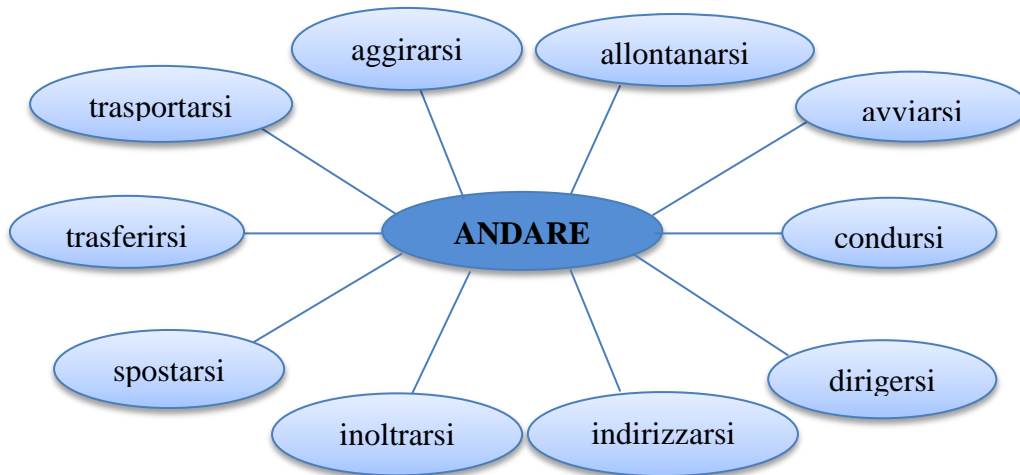 aggirarsi
allontanarsi
trasportarsi
avviarsi
trasferirsi
ANDARE
condursi
spostarsi
dirigersi
inoltrarsi
indirizzarsi